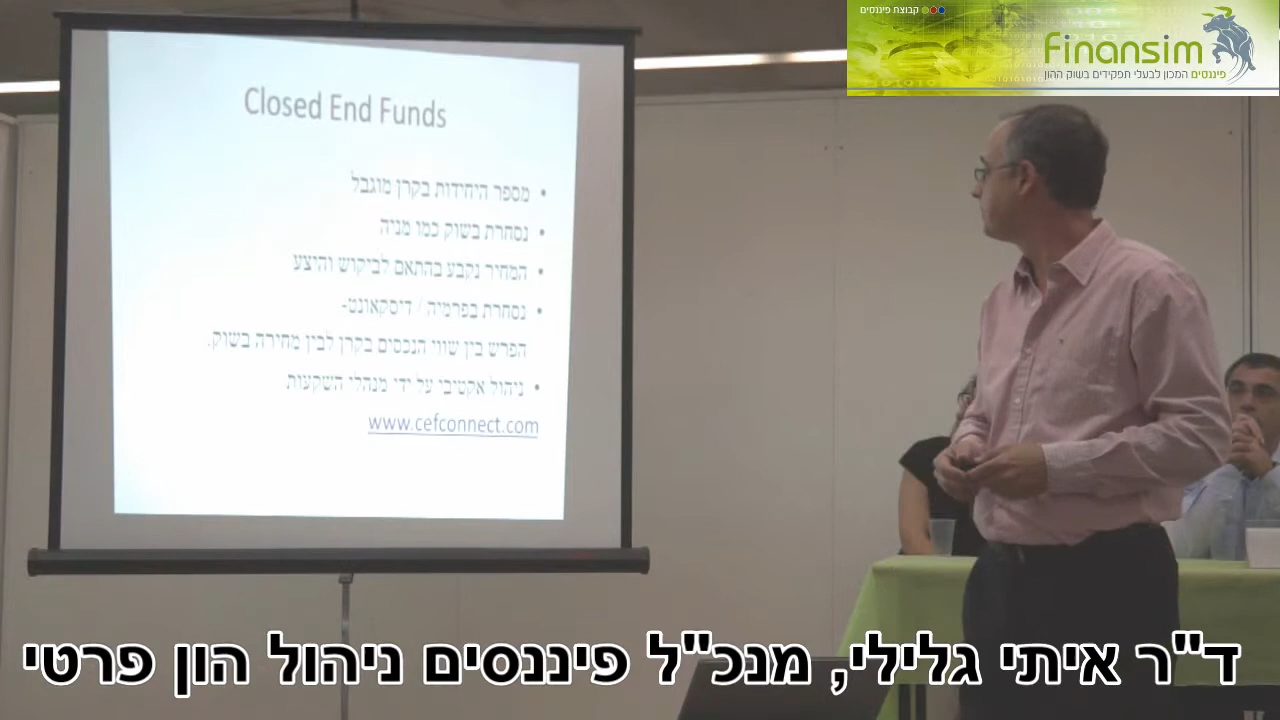 קבוצת פיננסים
Finansim
פיננסים המכון לבעלי תפקידים בשוק ההון
Closed End Funds
• מספר היחידות בקרן מוגבל
• נסחרת בשוק כמו מניה
• המחיר נקבע בהתאם לביקוש והיצע
• נסחרת בפרמיה / דיסקאונט-
הפרש בין שווי הנכסים בקרן לבין מחירה בשוק.
• ניהול אקטיבי על ידי מנהלי השקעות
www.cefconnect.com
ד"ר איתי גלילי, מנכ"ל פיננסים ניהול הון פרטי